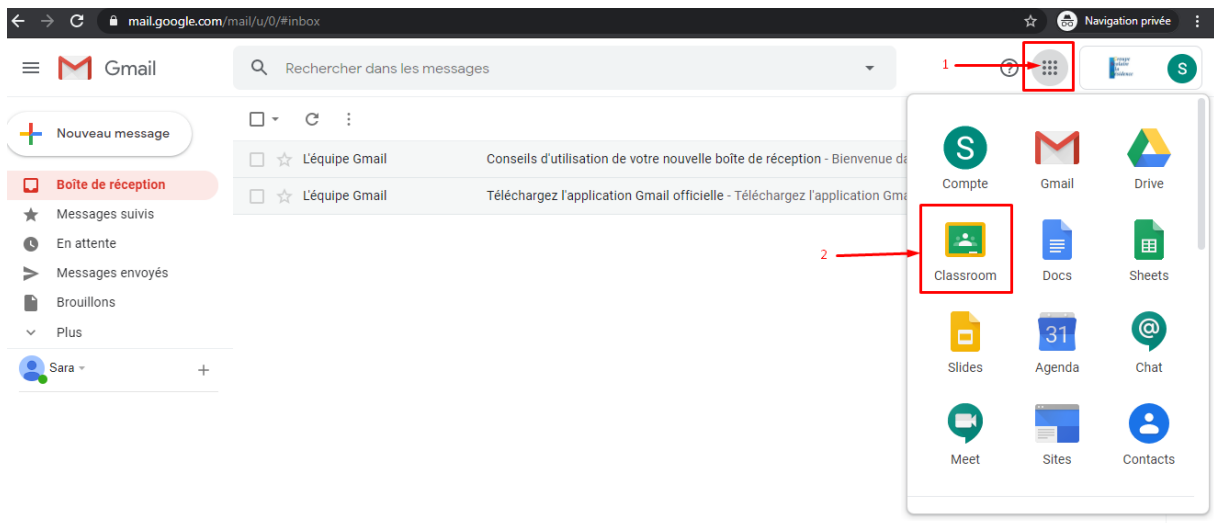 mail.google.com/mail/u/0/#inbox
Navigation privée
Gmail
Rechercher dans les messages
1
S
Nouveau message
Boîte de réception
Messages suivis
En attente
Messages envoyés
Brouillons
Plus
Sara
L'équipe Gmail
Conseils d'utilisation de votre nouvelle boîte de réception - Bienvenue da
L'équipe Gmail
Téléchargez l'application Gmail officielle - Téléchargez l'application Gma
2
S
Compte
Gmail
Drive
Classroom
Docs
Sheets
Slides
31
Agenda
@
Chat
Meet
Sites
Contacts